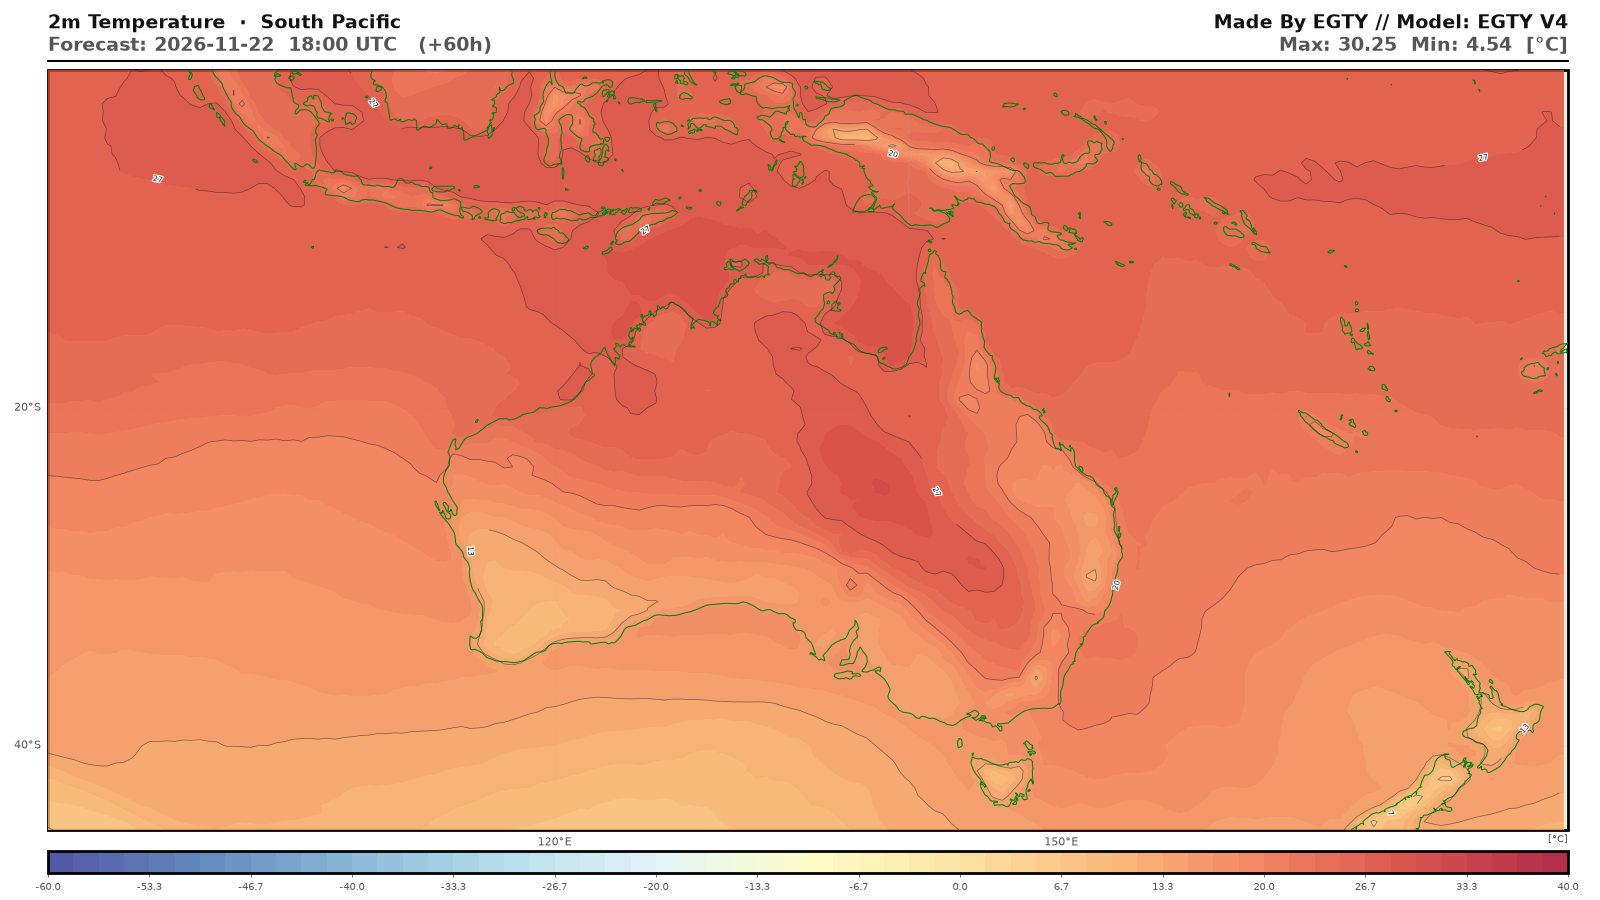 2m Temperature · South Pacific
Made By EGTY // Model: EGTY V4
Forecast: 2026-11-22 18:00 UTC (+60h)
Max: 30.25 Min: 4.54 [°C]
27
20
27
27
27
20°S
27
13
20
13
40°S
7
120°E
150°E
[°C]
-60.0 -53.3 -46.7 -40.0 -33.3 -26.7 -20.0 -13.3 -6.7 0.0 6.7 13.3 20.0 26.7 33.3 40.0